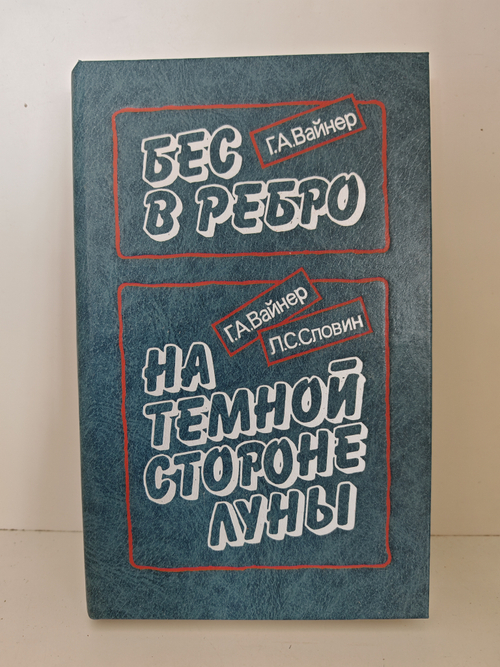 Г.А.Вайнер
БЕС
В РЕБРО
Г.А.Вайнер
Л.С.Словин
НА
ТЕМНОЙ
СТОРОНЕ
ЛУНЫ